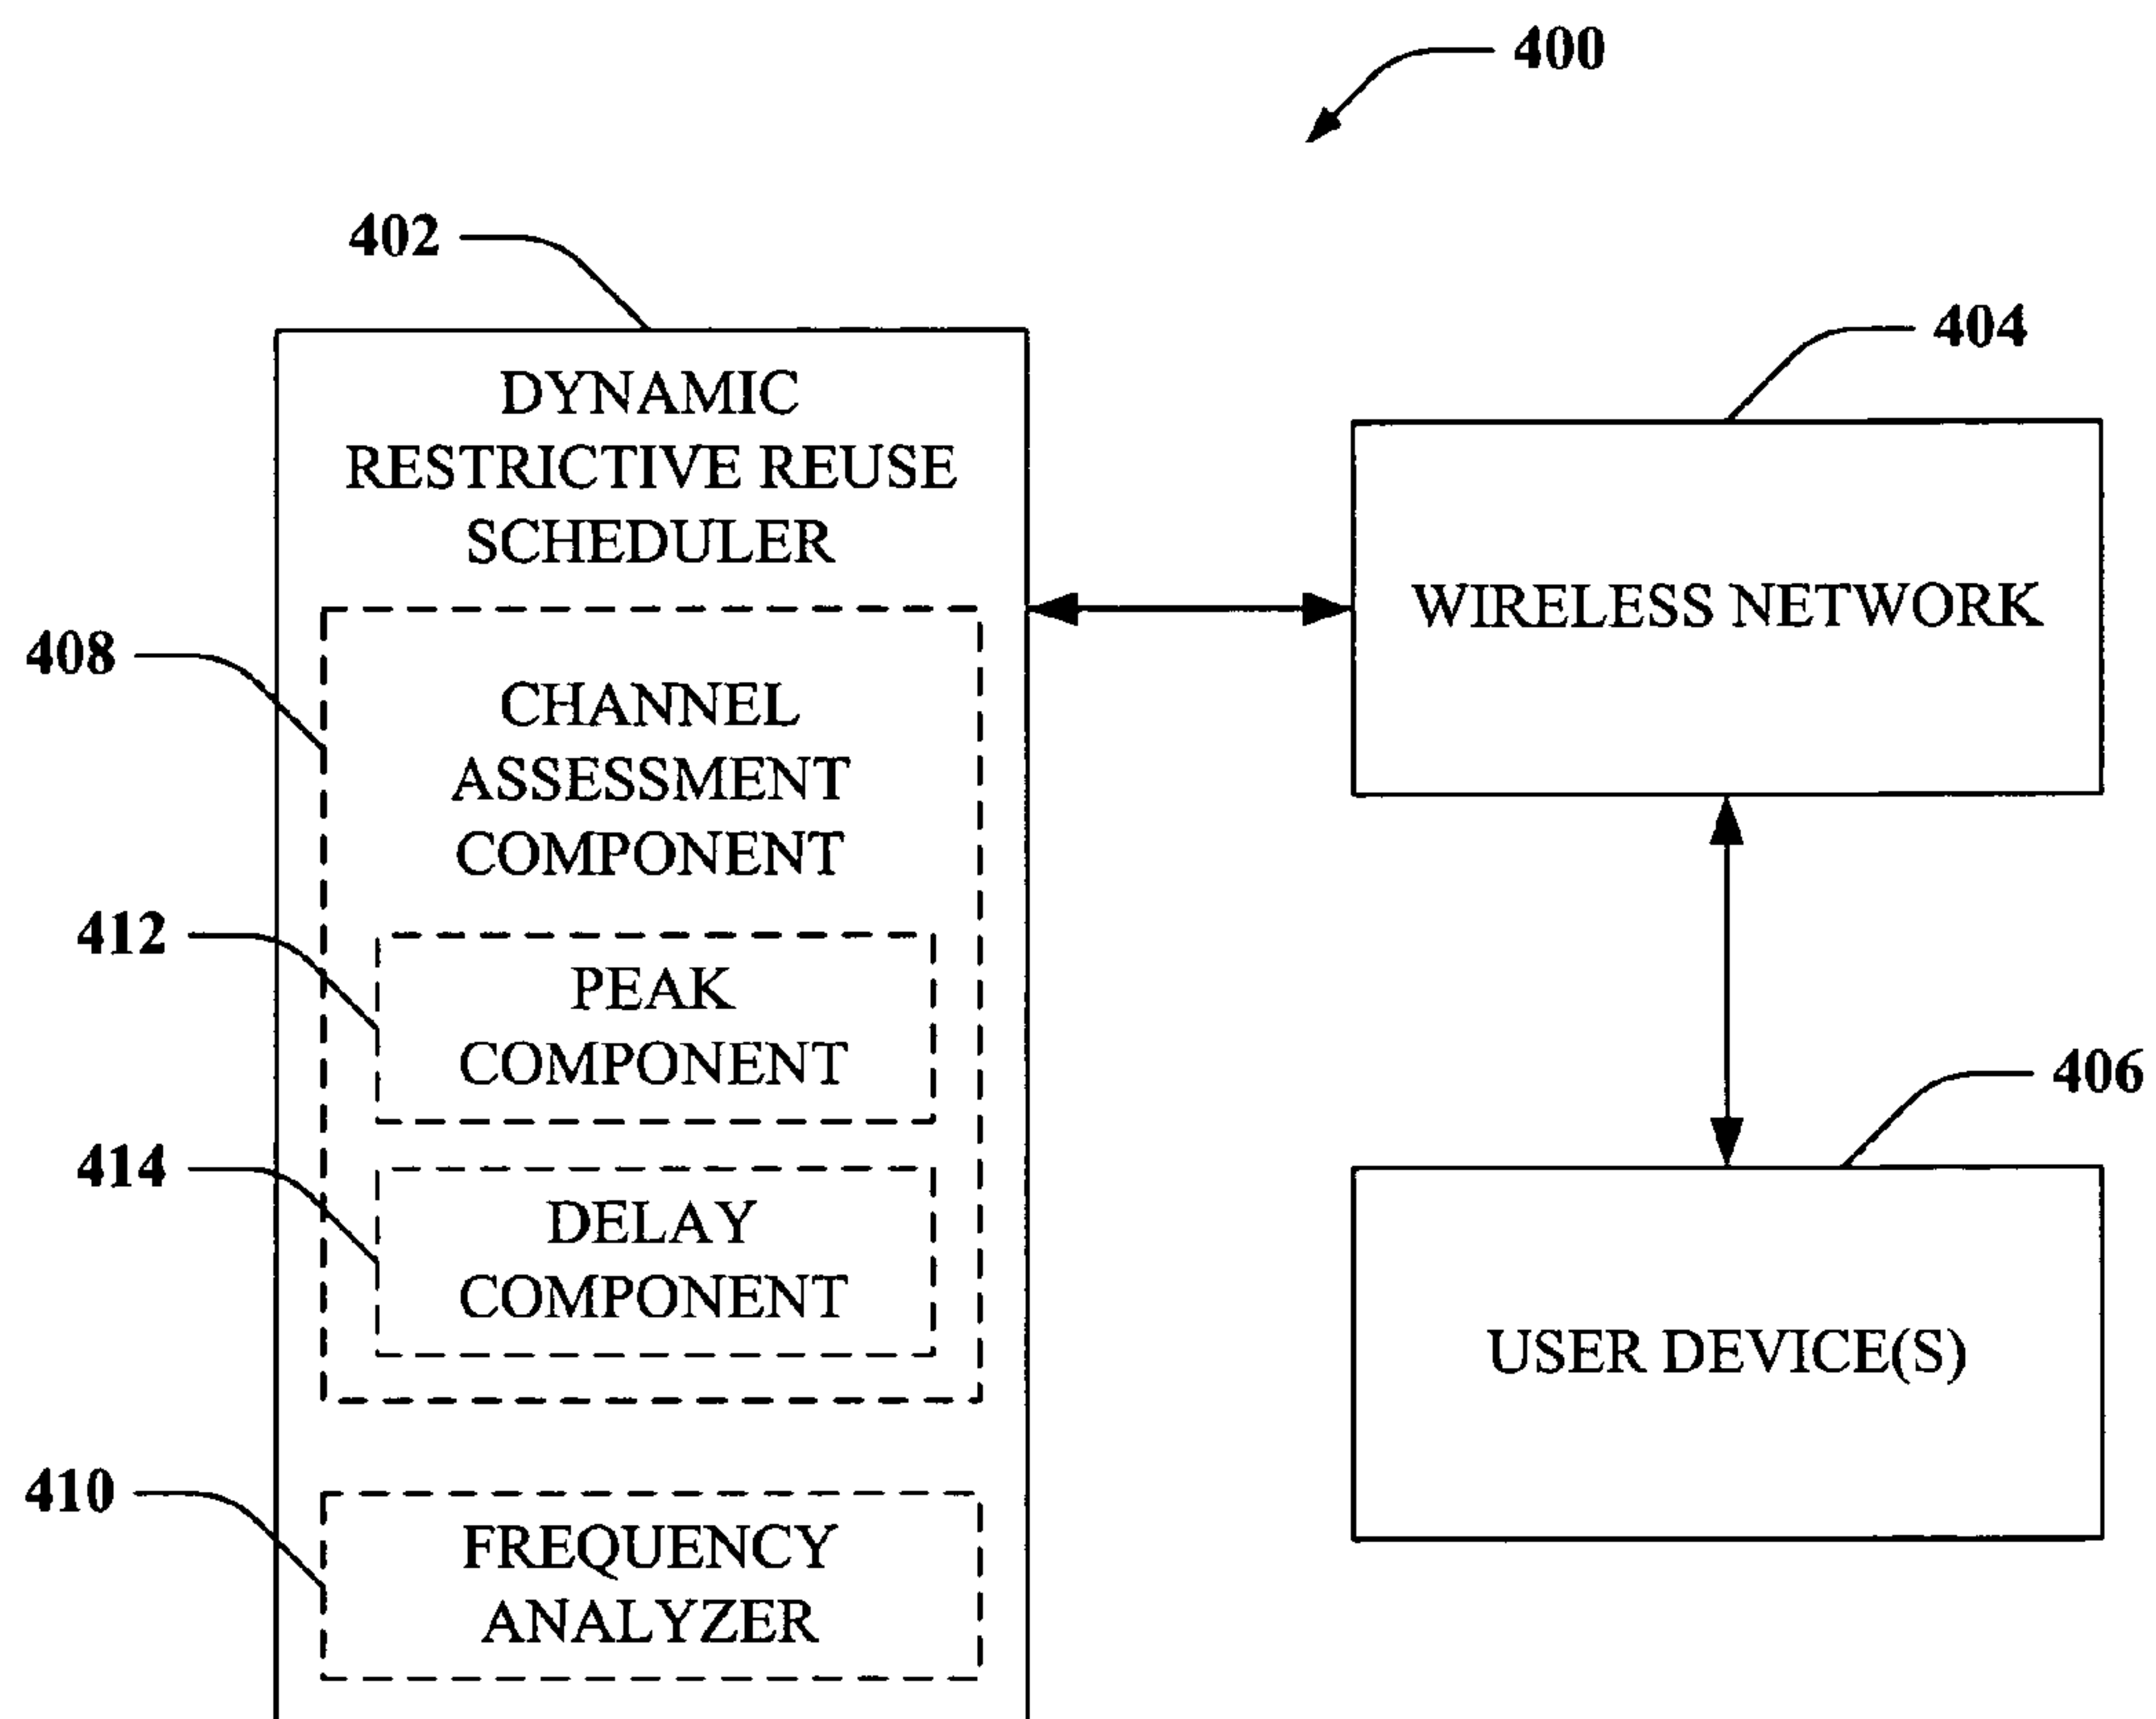 400
402
DYNAMIC
RESTRICTIVE REUSE
SCHEDULER
404
WIRELESS NETWORK
408
CHANNEL
ASSESSMENT
COMPONENT
412
PEAK
COMPONENT
406
414
DELAY
COMPONENT
USER DEVICE(S)
410
FREQUENCY
ANALYZER